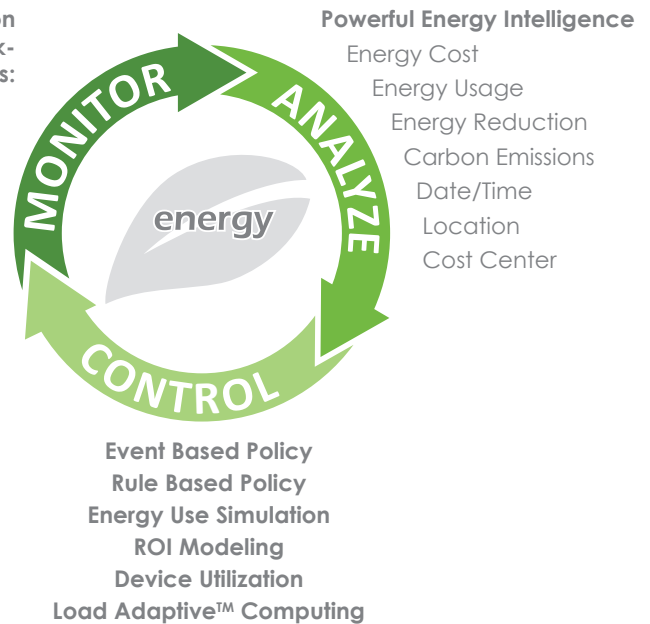 on
k-
s:
Powerful Energy Intelligence
Energy Cost
Energy Usage
Energy Reduction
Carbon Emissions
Date/Time
Location
Cost Center
MONITOR
ANALYZE
energy
CONTROL
Event Based Policy
Rule Based Policy
Energy Use Simulation
ROI Modeling
Device Utilization
Load Adaptive™ Computing